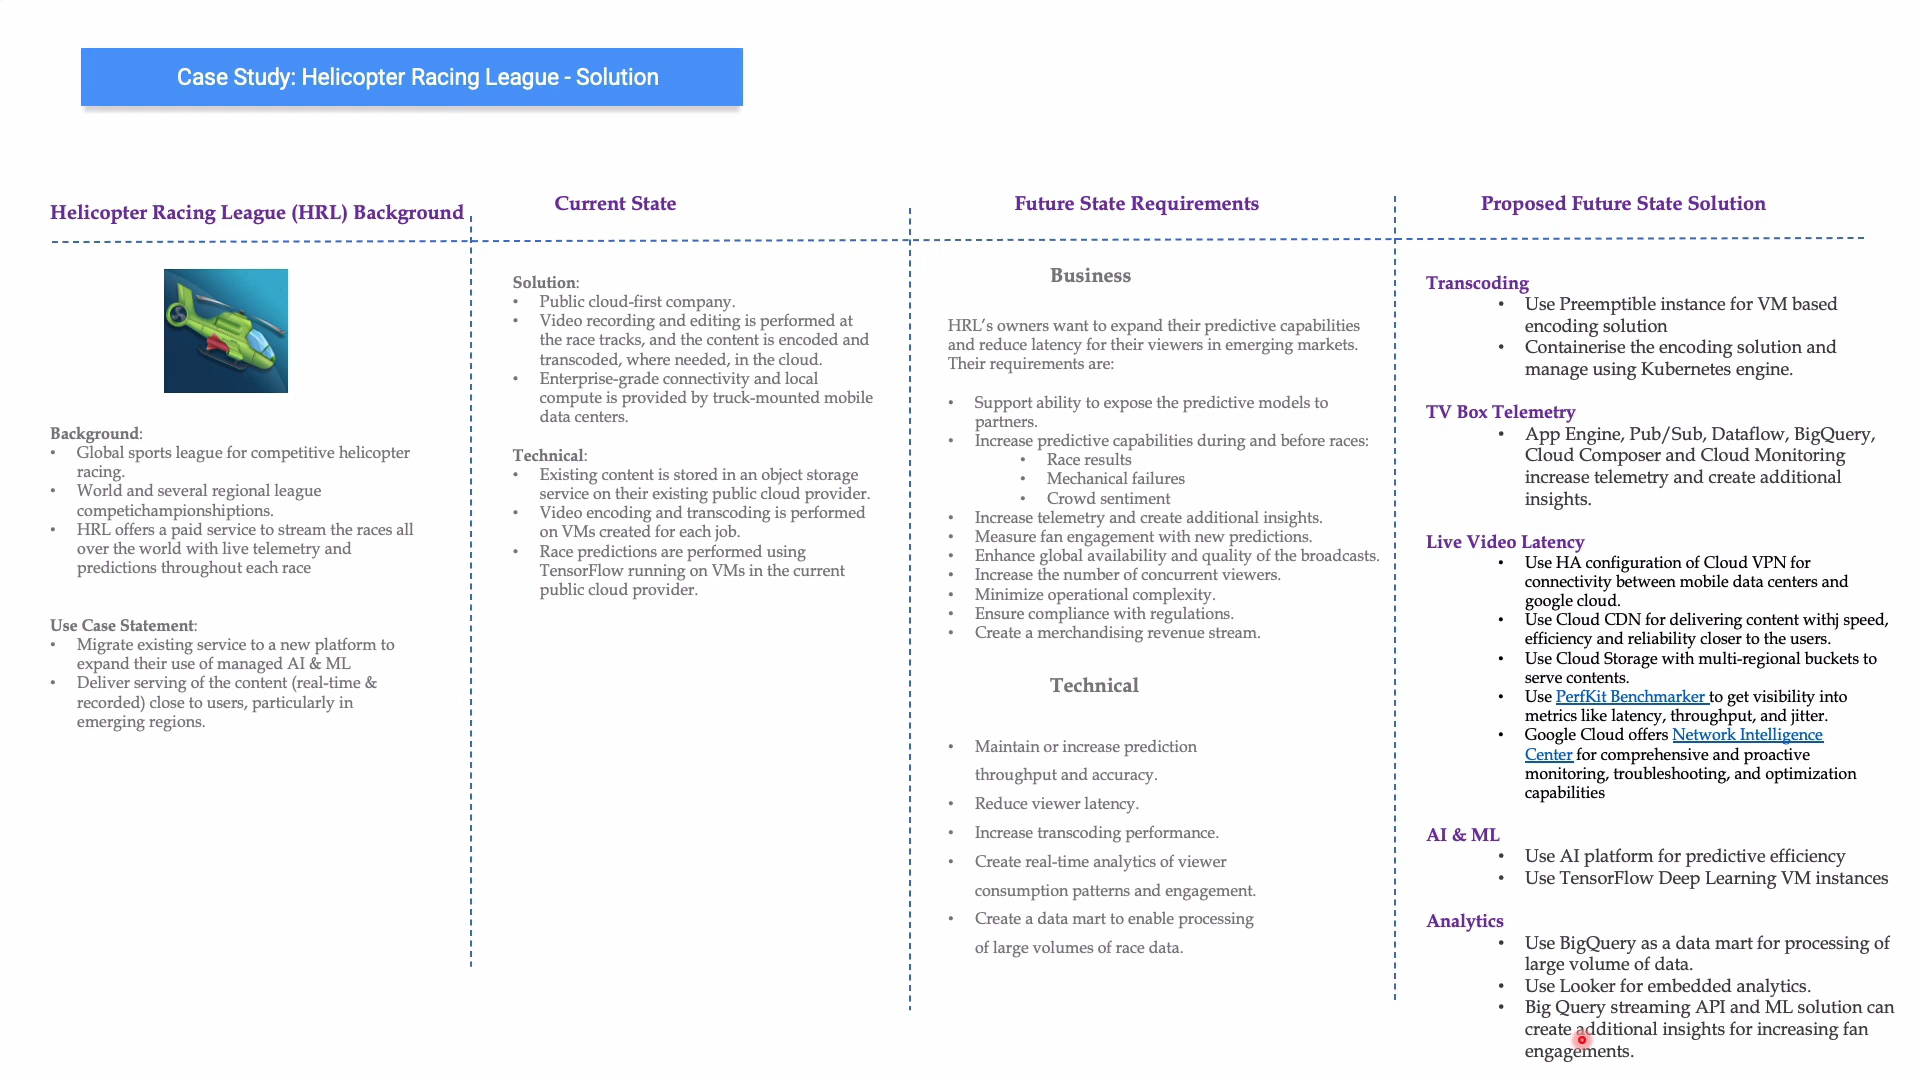 Case Study: Helicopter Racing League - Solution
Helicopter Racing League (HRL) Background
Background:
• Global sports league for competitive helicopter
racing.
• World and several regional league
competichampionshiptions.
• HRL offers a paid service to stream the races all
over the world with live telemetry and
predictions throughout each race
Use Case Statement:
• Migrate existing service to a new platform to
expand their use of managed AI & ML
• Deliver serving of the content (real-time &
recorded) close to users, particularly in
emerging regions.
Current State
Solution:
• Public cloud-first company.
• Video recording and editing is performed at
the race tracks, and the content is encoded and
transcoded, where needed, in the cloud.
• Enterprise-grade connectivity and local
compute is provided by truck-mounted mobile
data centers.
Technical:
• Existing content is stored in an object storage
service on their existing public cloud provider.
• Video encoding and transcoding is performed
on VMs created for each job.
• Race predictions are performed using
TensorFlow running on VMs in the current
public cloud provider.
Future State Requirements
Business
HRL's owners want to expand their predictive capabilities
and reduce latency for their viewers in emerging markets.
Their requirements are:
• Support ability to expose the predictive models to
partners.
• Increase predictive capabilities during and before races:
• Race results
• Mechanical failures
• Crowd sentiment
• Increase telemetry and create additional insights.
• Measure fan engagement with new predictions.
• Enhance global availability and quality of the broadcasts.
• Increase the number of concurrent viewers.
• Minimize operational complexity.
• Ensure compliance with regulations.
• Create a merchandising revenue stream.
Technical
• Maintain or increase prediction
throughput and accuracy.
• Reduce viewer latency.
• Increase transcoding performance.
• Create real-time analytics of viewer
consumption patterns and engagement.
• Create a data mart to enable processing
of large volumes of race data.
Proposed Future State Solution
Transcoding
• Use Preemptible instance for VM based
encoding solution
• Containerise the encoding solution and
manage using Kubernetes engine.
TV Box Telemetry
• App Engine, Pub/Sub, Dataflow, BigQuery,
Cloud Composer and Cloud Monitoring
increase telemetry and create additional
insights.
Live Video Latency
• Use HA configuration of Cloud VPN for
connectivity between mobile data centers and
google cloud.
• Use Cloud CDN for delivering content withj speed,
efficiency and reliability closer to the users.
• Use Cloud Storage with multi-regional buckets to
serve contents.
• Use PerfKit Benchmarker to get visibility into
metrics like latency, throughput, and jitter.
• Google Cloud offers Network Intelligence
Center for comprehensive and proactive
monitoring, troubleshooting, and optimization
capabilities
AI & ML
• Use AI platform for predictive efficiency
• Use TensorFlow Deep Learning VM instances
Analytics
• Use BigQuery as a data mart for processing of
large volume of data.
• Use Looker for embedded analytics.
• Big Query streaming API and ML solution can
create additional insights for increasing fan
engagements.